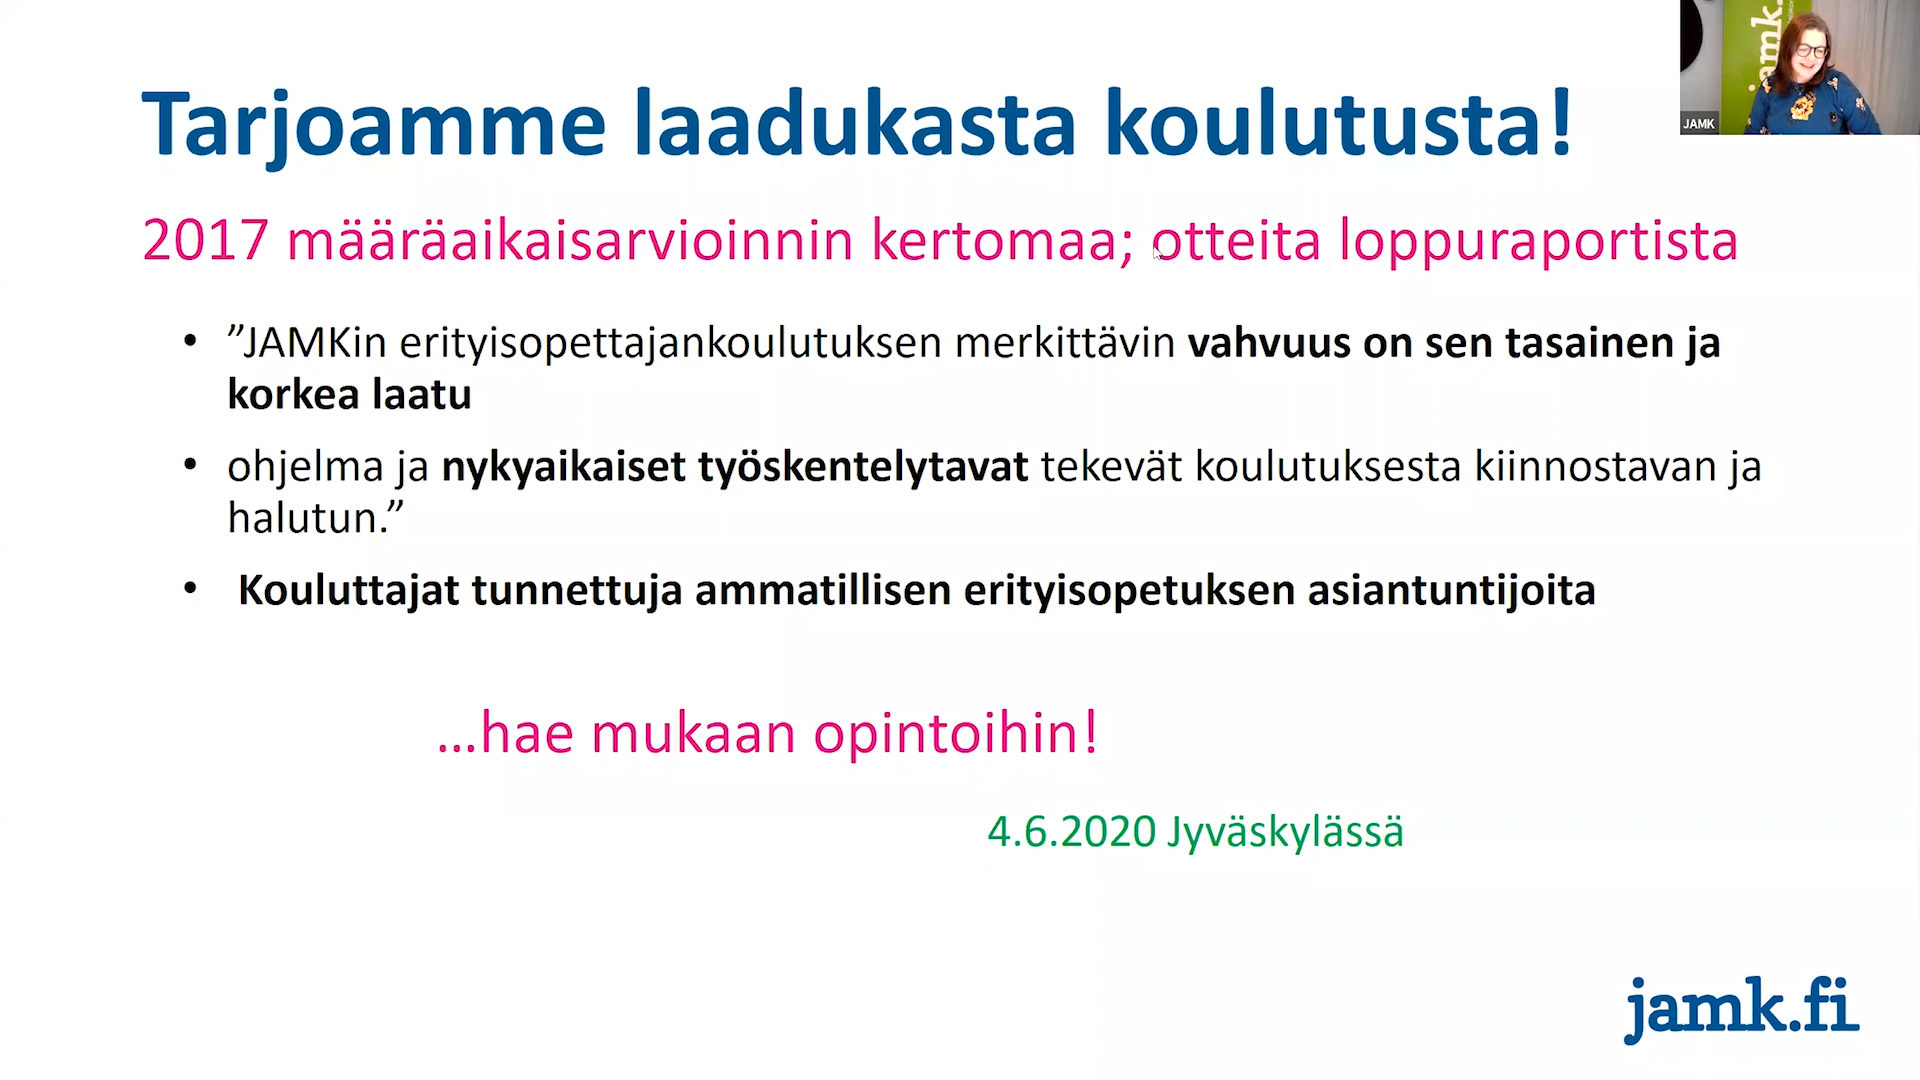 Tarjoamme laadukasta koulutusta!
2017 määräaikaisarvioinnin kertomaa; otteita loppuraportista
• ”JAMKin erityisopettajankoulutuksen merkittävin vahvuus on sen tasainen ja
korkea laatu
• ohjelma ja nykyaikaiset työskentelytavat tekevät koulutuksesta kiinnostavan ja
halutun.”
• Kouluttajat tunnettuja ammatillisen erityisopetuksen asiantuntijoita
...hae mukaan opintoihin!
4.6.2020 Jyväskylässä
jamk.fi
JAMK